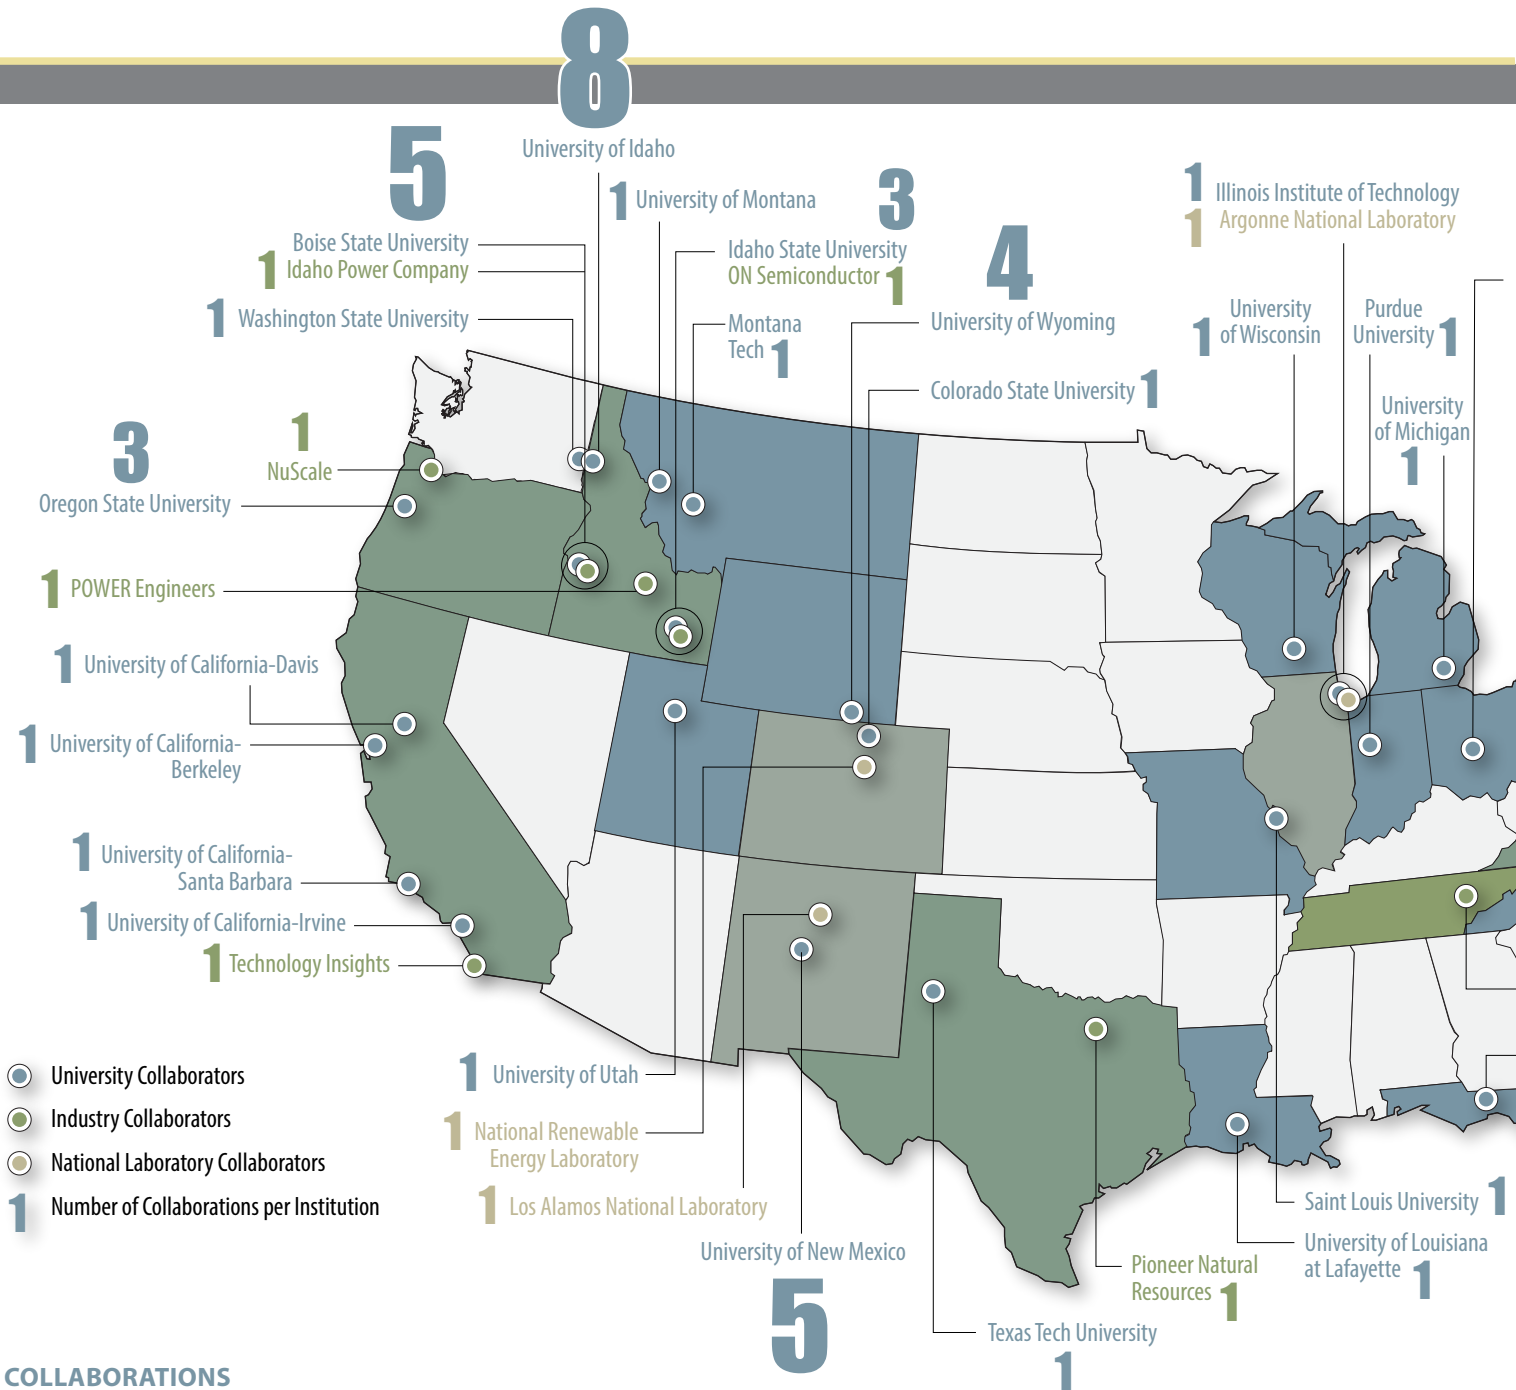 8
University of Idaho
5
Boise State University
1 Idaho Power Company
1 Washington State University
1 University of Montana
3
Idaho State University
ON Semiconductor 1
Montana
Tech 1
4
University of Wyoming
Colorado State University 1
1 Illinois Institute of Technology
1 Argonne National Laboratory
University
1 of Wisconsin
Purdue
University 1
University
of Michigan
1
1
NuScale
3
Oregon State University
1 POWER Engineers
1 University of California-Davis
1 University of California-
Berkeley
1 University of California-
Santa Barbara
1 University of California-Irvine
1 Technology Insights
University Collaborators
Industry Collaborators
National Laboratory Collaborators
1 Number of Collaborations per Institution
1 University of Utah
1 National Renewable
Energy Laboratory
1 Los Alamos National Laboratory
University of New Mexico
5
Texas Tech University
1
Pioneer Natural
Resources 1
Saint Louis University 1
University of Louisiana
at Lafayette 1
COLLABORATIONS